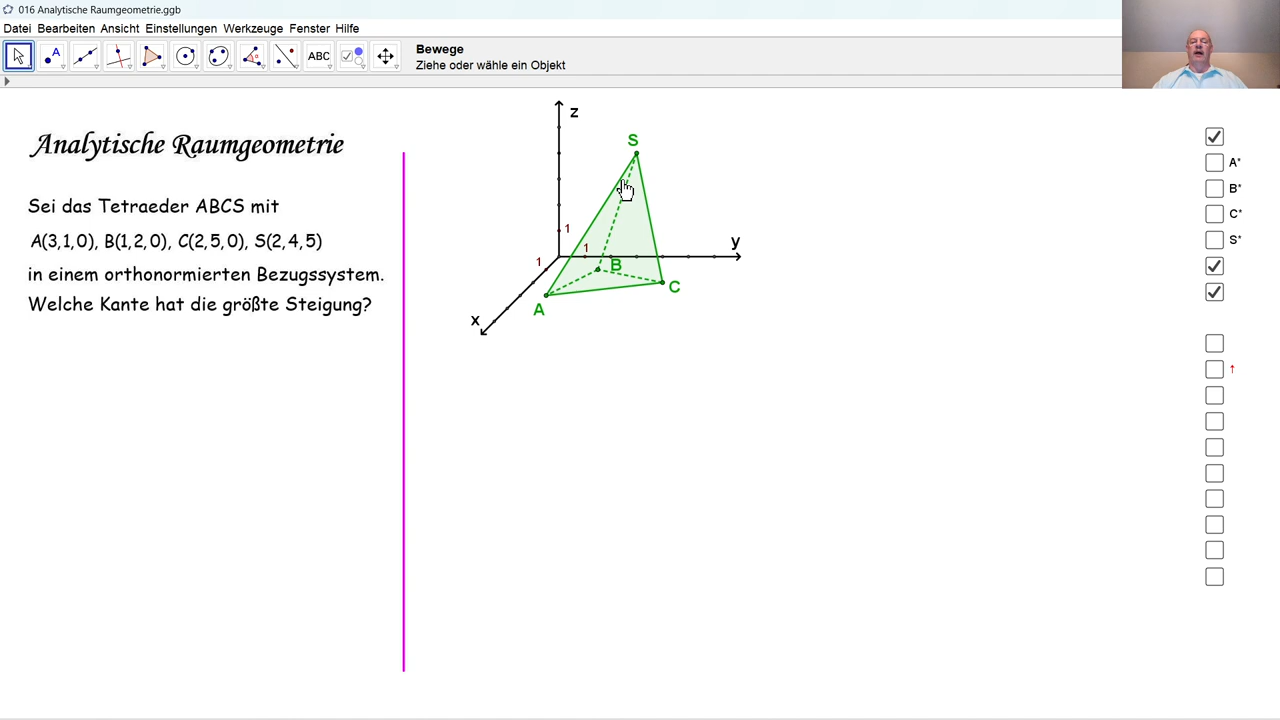 016 Analytische Raumgeometrie.ggb
Datei Bearbeiten Ansicht Einstellungen Werkzeuge Fenster Hilfe
A
ABC
Bewege
Ziehe oder wähle ein Objekt
Analytische Raumgeometrie
Sei das Tetraeder ABCS mit
A(3,1,0), B(1,2,0), C(2,5,0), S(2,4,5)
in einem orthonormierten Bezugssystem.
Welche Kante hat die größte Steigung?
z
S
1
1
y
1
B
C
A
x
A*
B*
C*
S*
↑